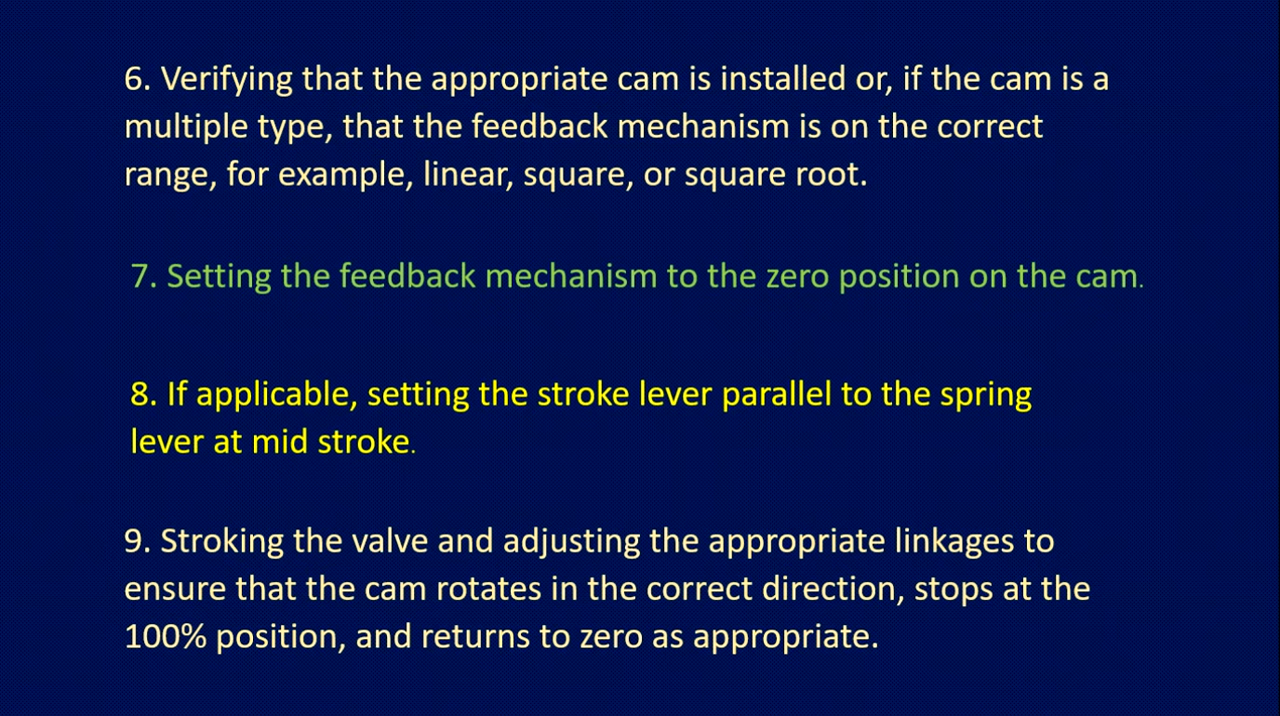 6. Verifying that the appropriate cam is installed or, if the cam is a
multiple type, that the feedback mechanism is on the correct
range, for example, linear, square, or square root.
7. Setting the feedback mechanism to the zero position on the cam.
8. If applicable, setting the stroke lever parallel to the spring
lever at mid stroke.
9. Stroking the valve and adjusting the appropriate linkages to
ensure that the cam rotates in the correct direction, stops at the
100% position, and returns to zero as appropriate.